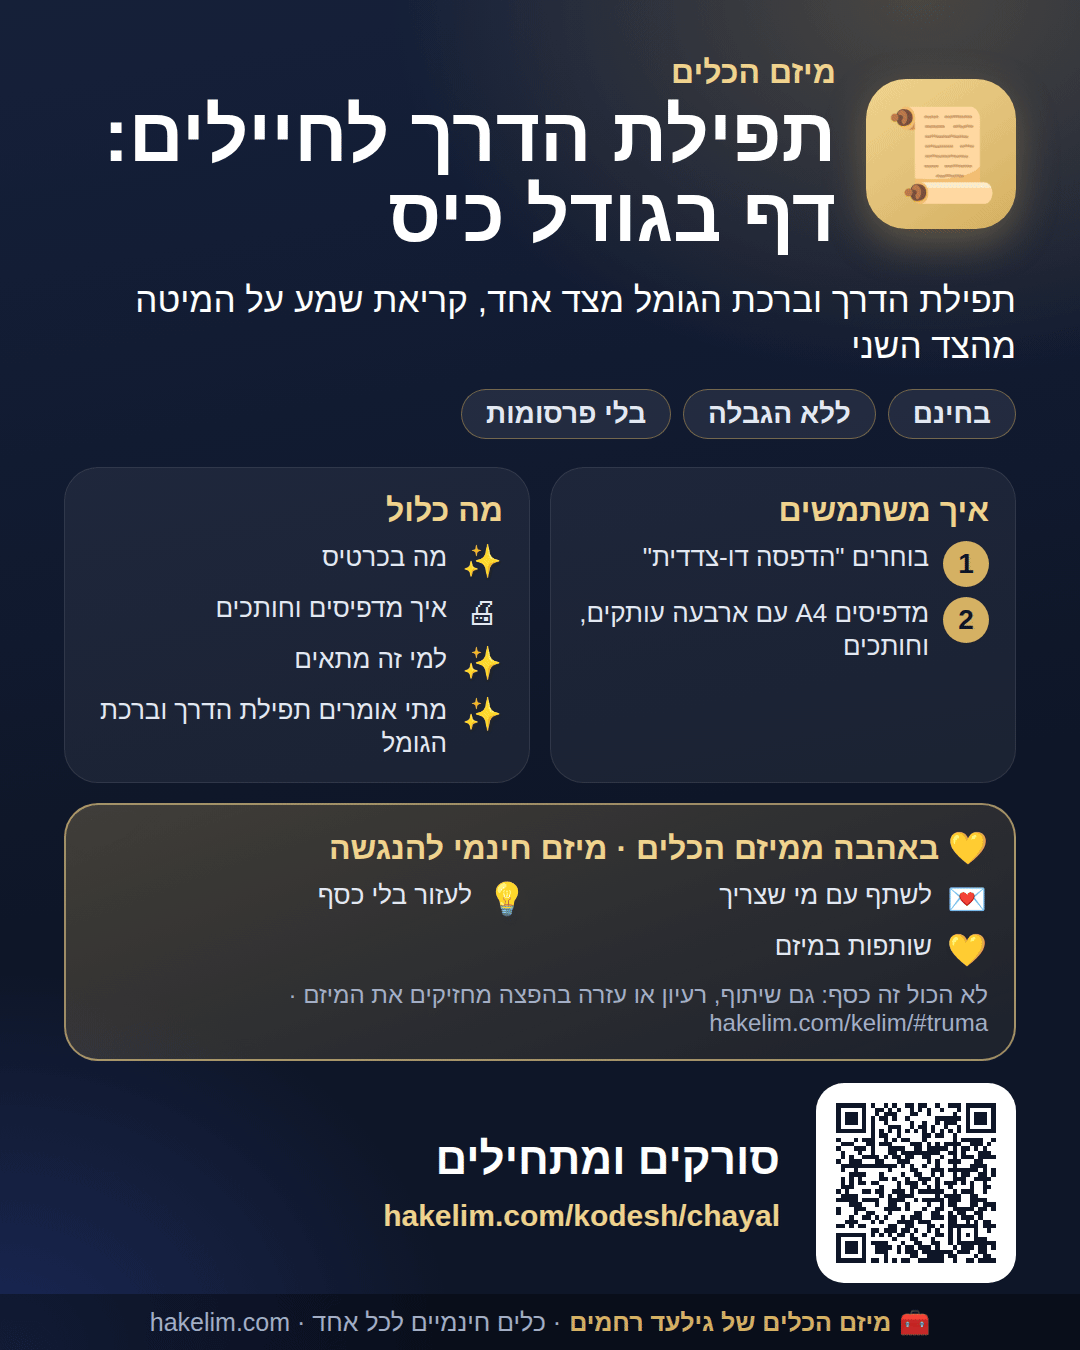 מיזם הכלים
תפילת הדרך לחיילים:
דף בגודל כיס
תפילת הדרך וברכת הגומל מצד אחד, קריאת שמע על המיטה
מהצד השני
בחינם
ללא הגבלה
בלי פרסומות
איך משתמשים
1 בוחרים "הדפסה דו-צדדית"
2 מדפיסים A4 עם ארבעה עותקים,
וחותכים
מה כלול
✨ מה בכרטיס
🖨 איך מדפיסים וחותכים
✨ למי זה מתאים
✨ מתי אומרים תפילת הדרך וברכת
הגומל
💛 באהבה ממיזם הכלים · מיזם חינמי להנגשה
💌 לשתף עם מי שצריך
💡 לעזור בלי כסף
💛 שותפות במיזם
לא הכול זה כסף: גם שיתוף, רעיון או עזרה בהפצה מחזיקים את המיזם ·
hakelim.com/kelim/#truma
סורקים ומתחילים
hakelim.com/kodesh/chayal
🧰 מיזם הכלים של גילעד רחמים · כלים חינמיים לכל אחד · hakelim.com